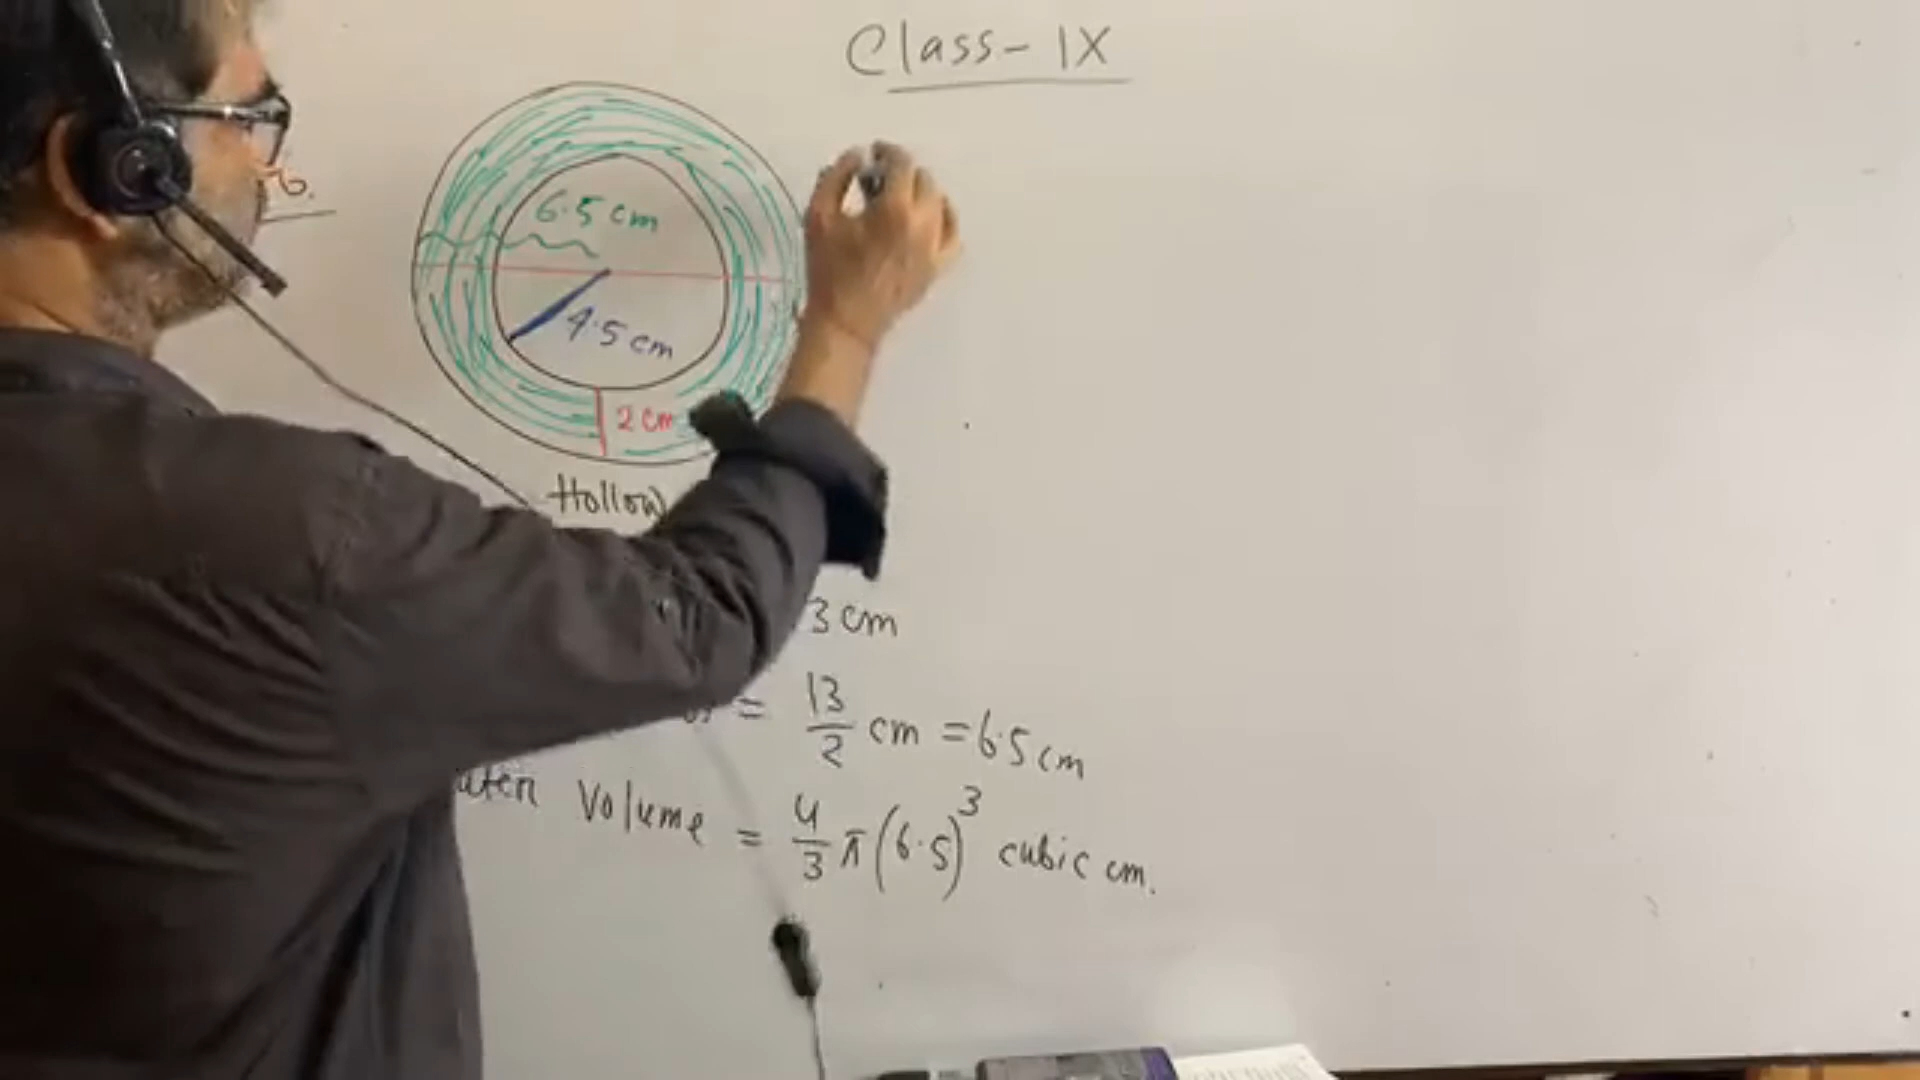 Class-IX
6.
6.5 cm
4.5 cm
2 cm
Hollow
3 cm
= 13/2 cm = 6.5 cm
Volume = 4/3 π (6.5)³ cubic cm.